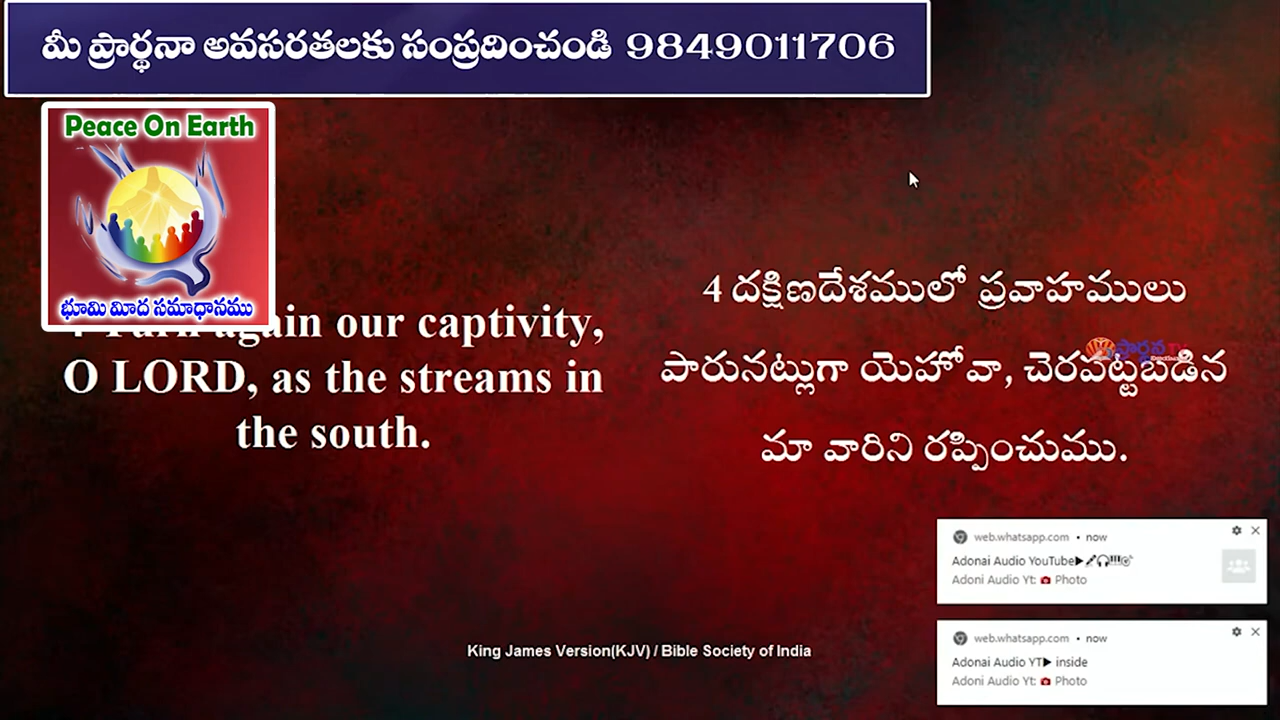 మీ ప్రార్థనా అవసరతలకు సంప్రదించండి 9849011706
Peace On Earth
భూమి మీద సమాధానము
again our captivity,
O LORD, as the streams in
the south.
4 దక్షిణదేశములో ప్రవాహములు
పారునట్లుగా యెహోవా, చెరపట్టబడిన
మా వారిని రప్పించుము.
ప్రార్థన
King James Version(KJV) / Bible Society of India
web.whatsapp.com • now
Adonai Audio YouTube
Adoni Audio Yt: Photo
web.whatsapp.com • now
Adonai Audio YT▶ inside
Adoni Audio Yt: Photo